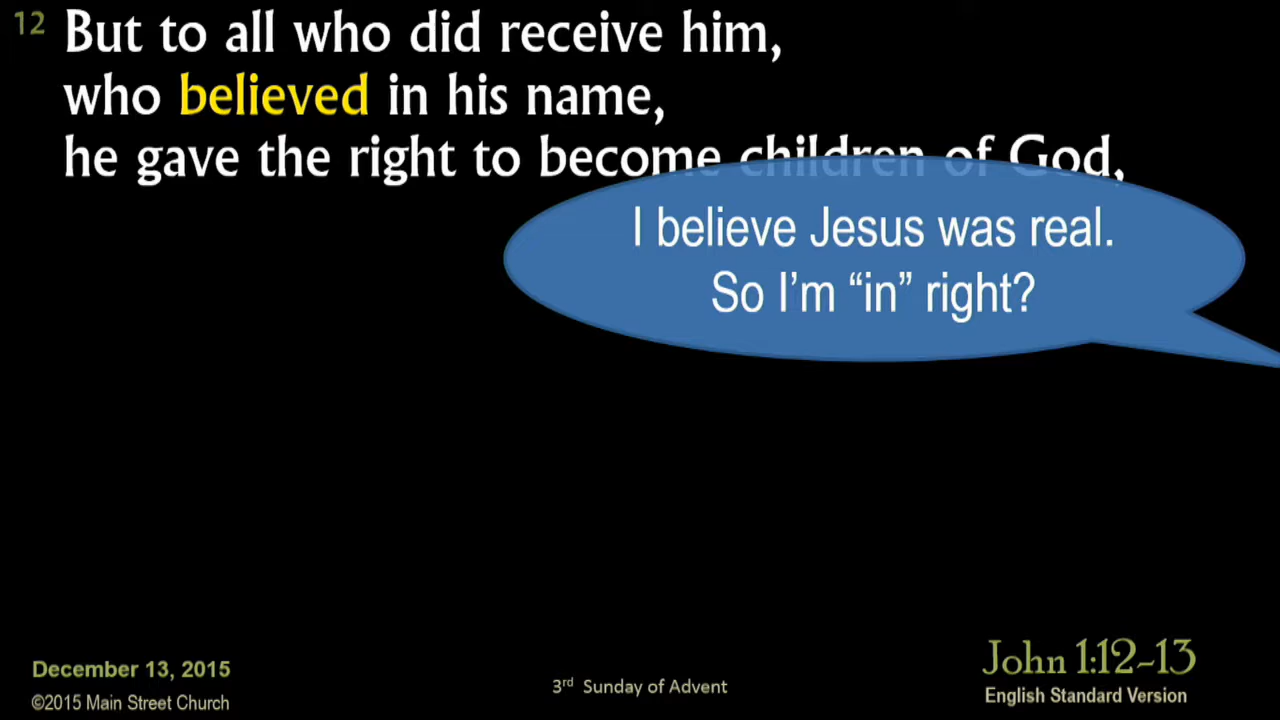 12 But to all who did receive him,
who believed in his name,
he gave the right to become children of God,
I believe Jesus was real.
So I’m “in” right?
December 13, 2015
©2015 Main Street Church
3rd Sunday of Advent
John 1:12-13
English Standard Version